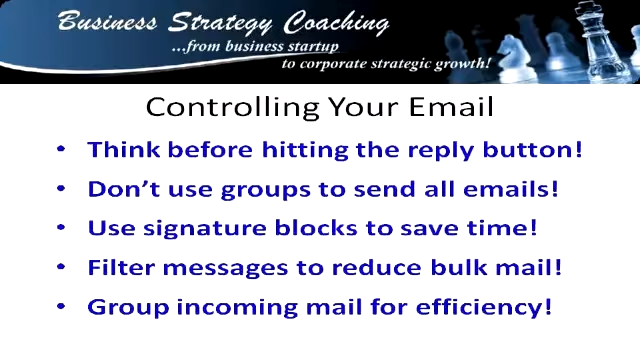 Business Strategy Coaching
...from business startup
to corporate strategic growth!
Controlling Your Email
• Think before hitting the reply button!
• Don't use groups to send all emails!
• Use signature blocks to save time!
• Filter messages to reduce bulk mail!
• Group incoming mail for efficiency!